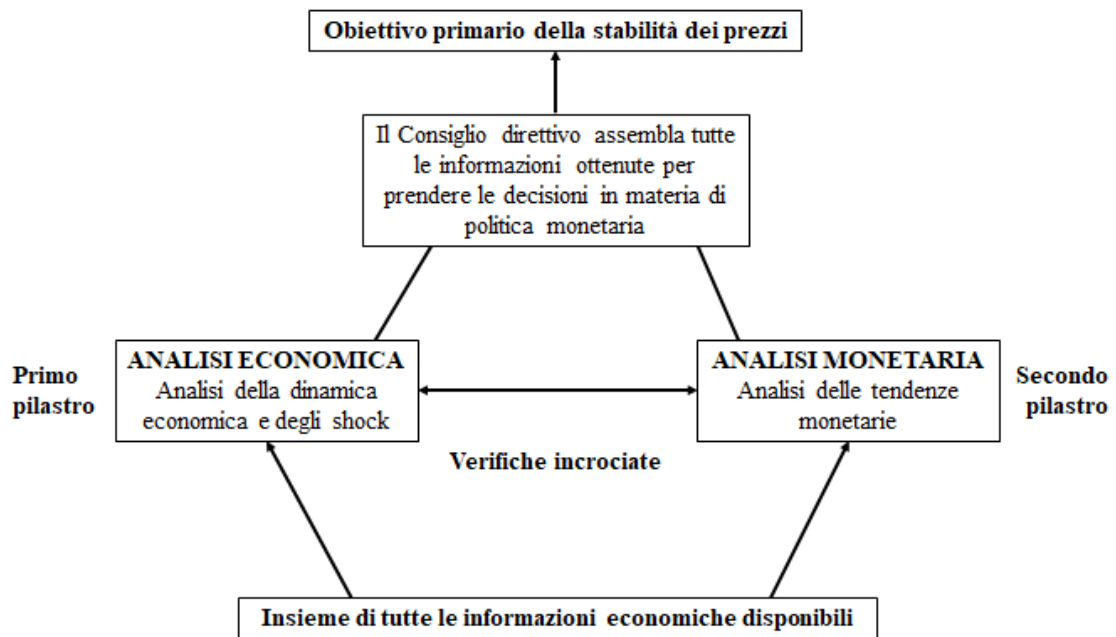 Obiettivo primario della stabilità dei prezzi
Il Consiglio direttivo assembla tutte
le informazioni ottenute per
prendere le decisioni in materia di
politica monetaria
Primo
pilastro
ANALISI ECONOMICA
Analisi della dinamica
economica e degli shock
ANALISI MONETARIA
Analisi delle tendenze
monetarie
Secondo
pilastro
Verifiche incrociate
Insieme di tutte le informazioni economiche disponibili